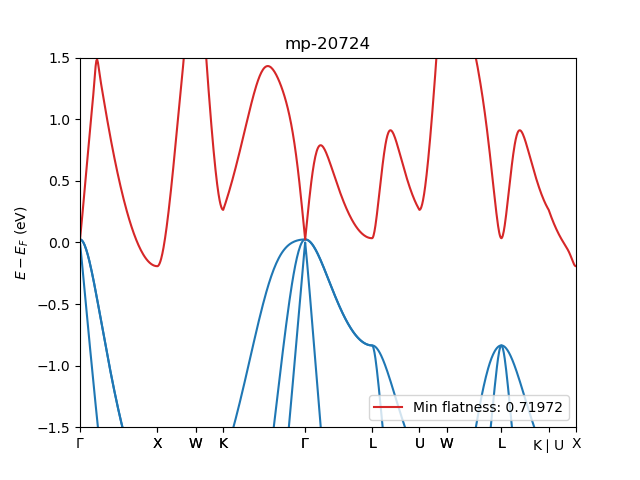 mp-20724
E − E_F (eV)
1.5
1.0
0.5
0.0
−0.5
−1.0
−1.5
Min flatness: 0.71972
Γ X W K Γ L U W L K | U X